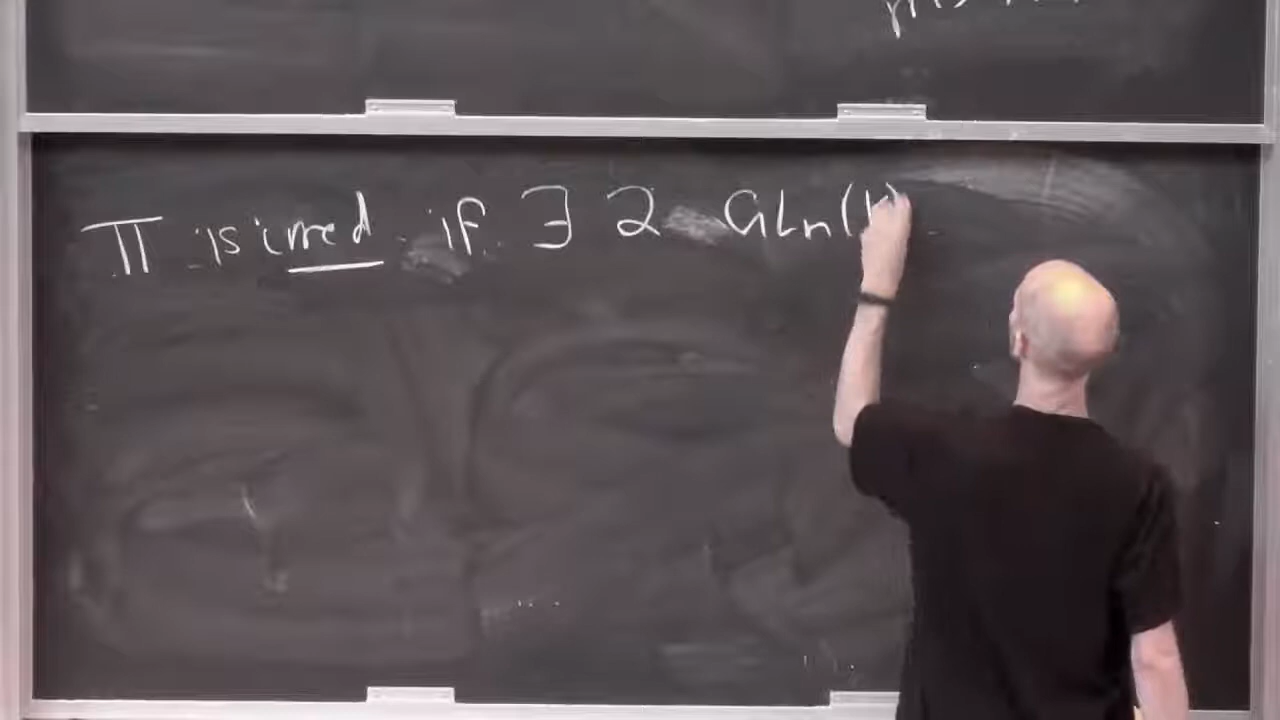 π is irred. if ∃ 2 GLn(